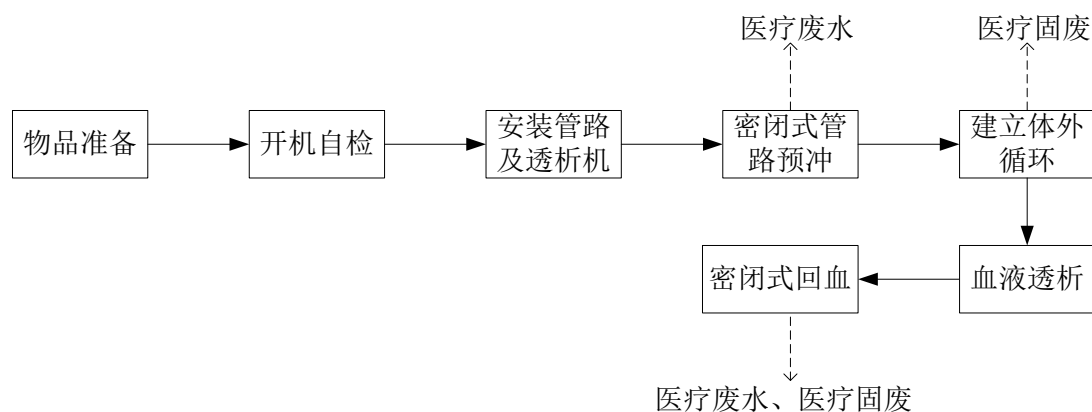 医疗废水
医疗固废
物品准备
开机自检
安装管路
及透析机
密闭式管
路预冲
建立体外
循环
密闭式回血
血液透析
医疗废水、医疗固废